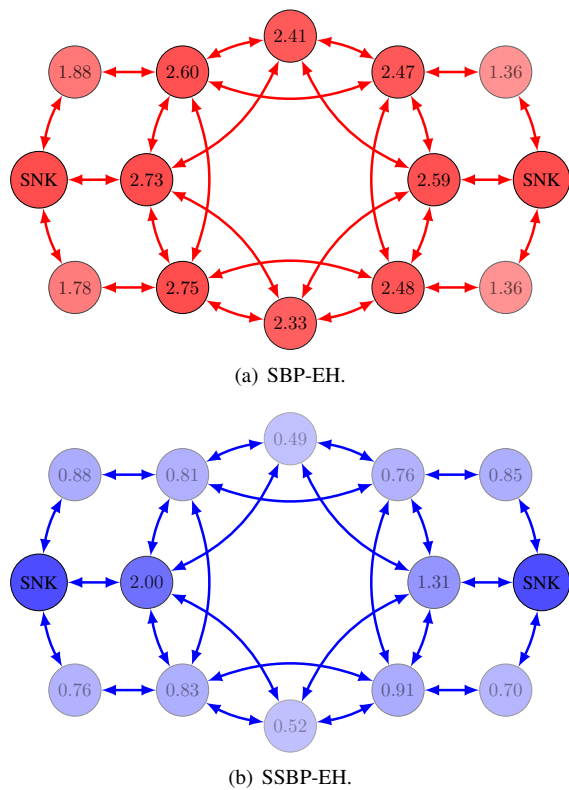 2.41
1.88 2.60 2.47 1.36
SNK 2.73 2.59 SNK
1.78 2.75 2.48 1.36
2.33
(a) SBP-EH.
0.49
0.88 0.81 0.76 0.85
SNK 2.00 1.31 SNK
0.76 0.83 0.91 0.70
0.52
(b) SSBP-EH.